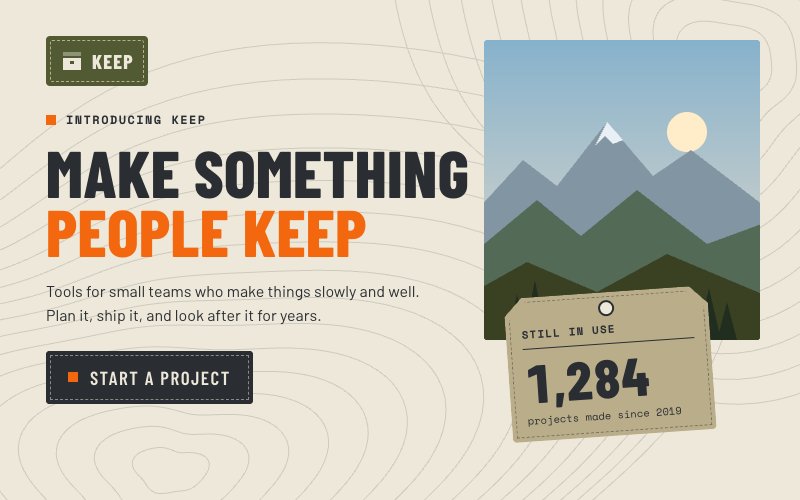 KEEP
INTRODUCING KEEP
MAKE SOMETHING
PEOPLE KEEP
Tools for small teams who make things slowly and well.
Plan it, ship it, and look after it for years.
START A PROJECT
STILL IN USE
1,284
projects made since 2019